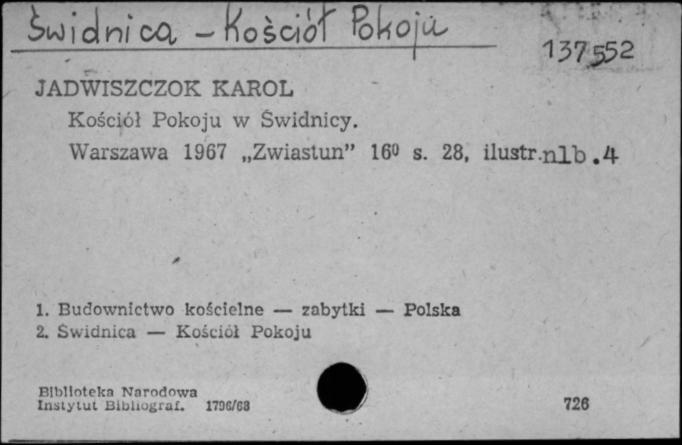 Świdnica – Kościół Pokoju
137552
JADWISZCZOK KAROL
Kościół Pokoju w Świdnicy.
Warszawa 1967 „Zwiastun” 16⁰ s. 28, ilustr.nlb.4
1. Budownictwo kościelne — zabytki — Polska
2. Świdnica — Kościół Pokoju
Biblioteka Narodowa
Instytut Bibliograf. 1796/68
726